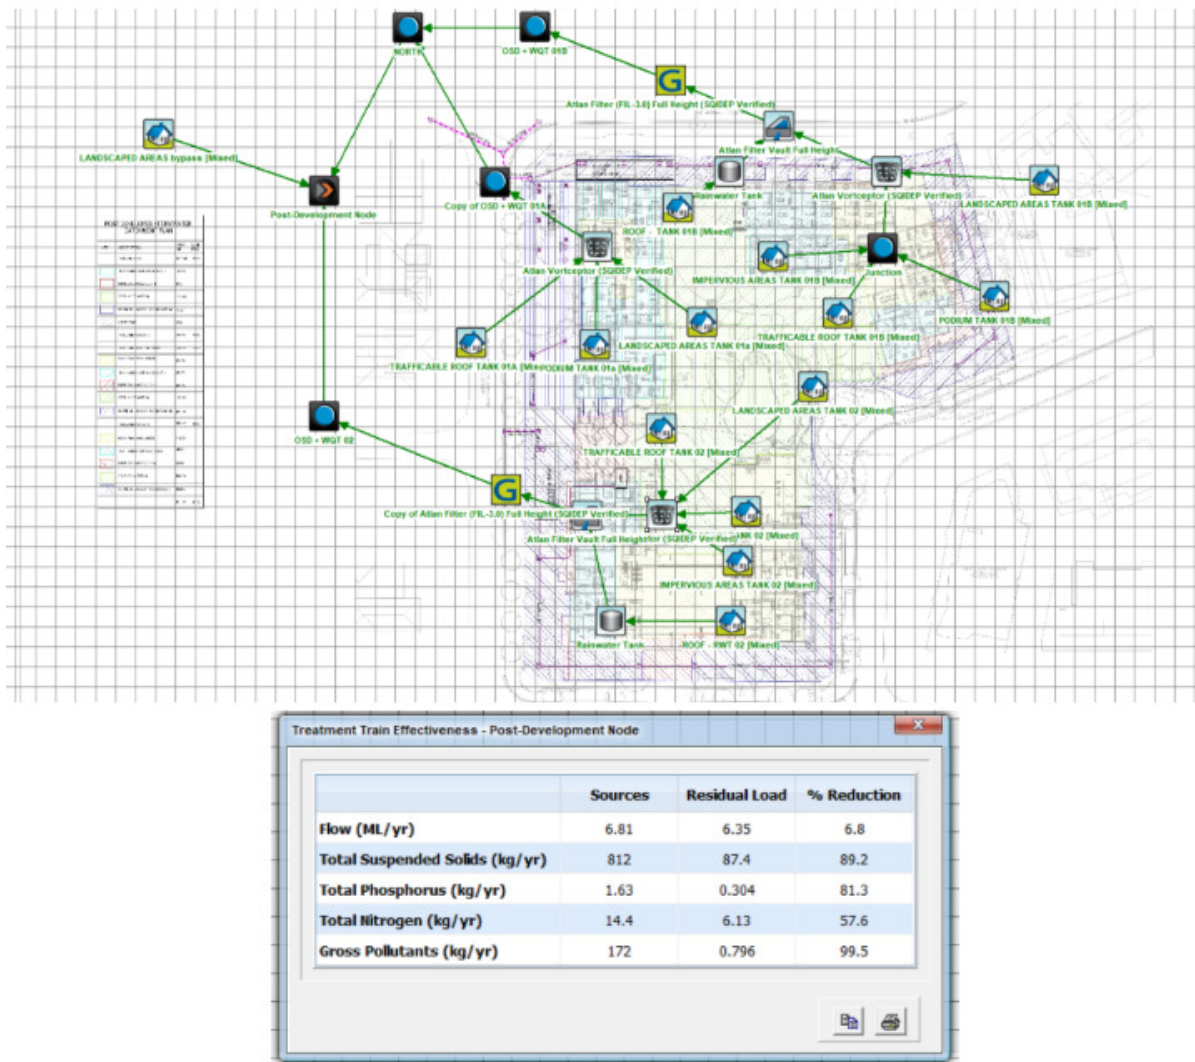 NORTH
OSD + WQT 01B
G
Atlan Filter (FIL-3.0) Full Height (SQIDEP Verified)
LANDSCAPED AREAS bypass [Mixed]
Atlan Filter Vault Full Height
Post-Development Node
Copy of OSD + WQT 01A
Rainwater Tank
Atlan Vortceptor (SQIDEP Verified)
LANDSCAPED AREAS TANK 01B [Mixed]
ROOF - TANK 01B [Mixed]
Atlan Vortceptor (SQIDEP Verified)
IMPERVIOUS AREAS TANK 01B [Mixed]
Junction
PODIUM TANK 01B [Mixed]
TRAFFICABLE ROOF TANK 01B [Mixed]
LANDSCAPED AREAS TANK 01a [Mixed]
TRAFFICABLE ROOF TANK 01A [Mix
PODIUM TANK 01a [Mixed]
LANDSCAPED AREAS TANK 02 [Mixed]
OSD + WQT 02
TRAFFICABLE ROOF TANK 02 [Mixed]
G
Copy of Atlan Filter (FIL-3.0) Full Height (SQIDEP Verified)
Atlan Filter Vault Full Height
tor (SQIDEP Verified)
NK 02 [Mixed]
IMPERVIOUS AREAS TANK 02 [Mixed]
Rainwater Tank
ROOF - RWT 02 [Mixed]
Treatment Train Effectiveness - Post-Development Node
Sources Residual Load % Reduction
Flow (ML/yr) 6.81 6.35 6.8
Total Suspended Solids (kg/yr) 812 87.4 89.2
Total Phosphorus (kg/yr) 1.63 0.304 81.3
Total Nitrogen (kg/yr) 14.4 6.13 57.6
Gross Pollutants (kg/yr) 172 0.796 99.5